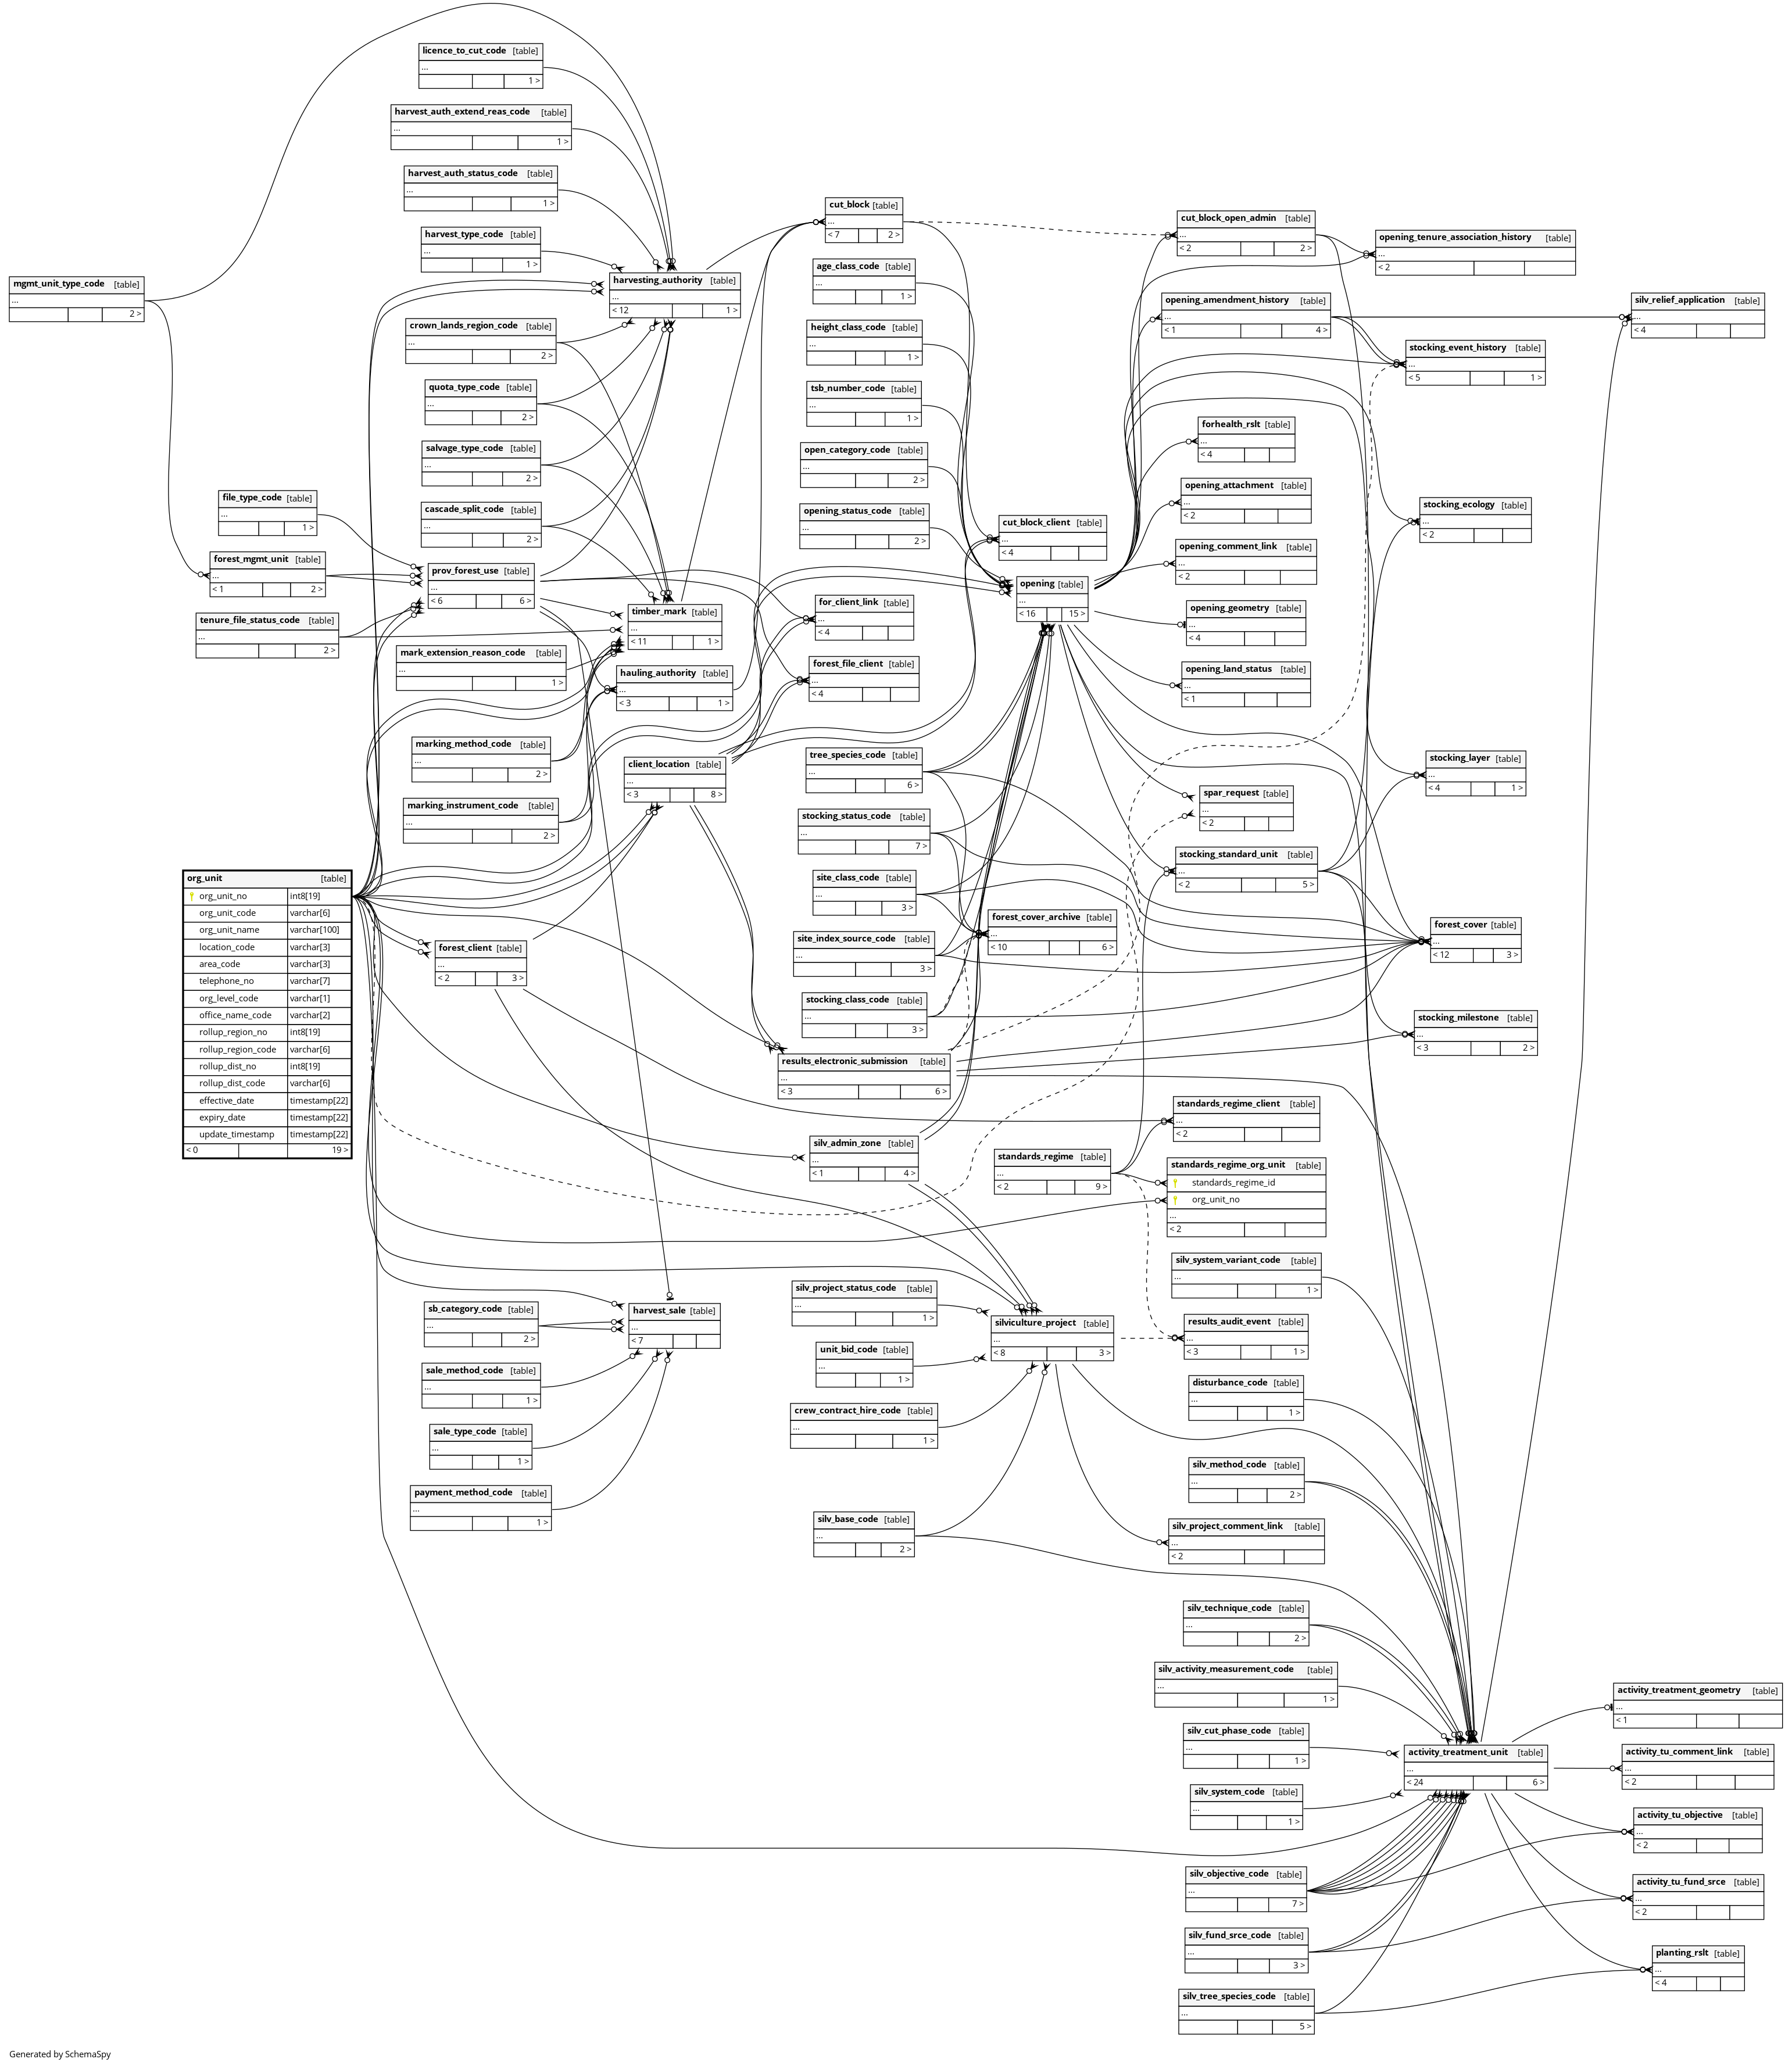 licence_to_cut_code [table]
...
1 >
harvest_auth_extend_reas_code [table]
...
1 >
harvest_auth_status_code [table]
...
1 >
harvest_type_code [table]
...
1 >
mgmt_unit_type_code [table]
...
2 >
harvesting_authority [table]
...
< 12 1 >
crown_lands_region_code [table]
...
2 >
quota_type_code [table]
...
2 >
salvage_type_code [table]
...
2 >
cascade_split_code [table]
...
2 >
file_type_code [table]
...
1 >
forest_mgmt_unit [table]
...
< 1 2 >
tenure_file_status_code [table]
...
2 >
prov_forest_use [table]
...
< 6 6 >
timber_mark [table]
...
< 11 1 >
mark_extension_reason_code [table]
...
1 >
hauling_authority [table]
...
< 3 1 >
marking_method_code [table]
...
2 >
client_location [table]
...
< 3 8 >
marking_instrument_code [table]
...
2 >
org_unit [table]
org_unit_no int8[19]
org_unit_code varchar[6]
org_unit_name varchar[100]
location_code varchar[3]
area_code varchar[3]
telephone_no varchar[7]
org_level_code varchar[1]
office_name_code varchar[2]
rollup_region_no int8[19]
rollup_region_code varchar[6]
rollup_dist_no int8[19]
rollup_dist_code varchar[6]
effective_date timestamp[22]
expiry_date timestamp[22]
update_timestamp timestamp[22]
< 0 19 >
forest_client [table]
...
< 2 3 >
sb_category_code [table]
...
2 >
harvest_sale [table]
...
< 7
sale_method_code [table]
...
1 >
sale_type_code [table]
...
1 >
payment_method_code [table]
...
1 >
cut_block [table]
...
< 7 2 >
age_class_code [table]
...
1 >
height_class_code [table]
...
1 >
tsb_number_code [table]
...
1 >
open_category_code [table]
...
2 >
opening_status_code [table]
...
2 >
cut_block_client [table]
...
< 4
opening [table]
...
< 16 15 >
for_client_link [table]
...
< 4
forest_file_client [table]
...
< 4
tree_species_code [table]
...
6 >
stocking_status_code [table]
...
7 >
site_class_code [table]
...
3 >
forest_cover_archive [table]
...
< 10 6 >
site_index_source_code [table]
...
3 >
stocking_class_code [table]
...
3 >
results_electronic_submission [table]
...
< 3 6 >
silv_admin_zone [table]
...
< 1 4 >
standards_regime [table]
...
< 2 9 >
silv_project_status_code [table]
...
1 >
silviculture_project [table]
...
< 8 3 >
unit_bid_code [table]
...
1 >
crew_contract_hire_code [table]
...
1 >
silv_base_code [table]
...
2 >
cut_block_open_admin [table]
...
< 2 2 >
opening_tenure_association_history [table]
...
< 2
opening_amendment_history [table]
...
< 1 4 >
silv_relief_application [table]
...
< 4
stocking_event_history [table]
...
< 5 1 >
forhealth_rslt [table]
...
< 4
opening_attachment [table]
...
< 2
stocking_ecology [table]
...
< 2
opening_comment_link [table]
...
< 2
opening_geometry [table]
...
< 4
opening_land_status [table]
...
< 1
stocking_layer [table]
...
< 4 1 >
spar_request [table]
...
< 2
stocking_standard_unit [table]
...
< 2 5 >
forest_cover [table]
...
< 12 3 >
stocking_milestone [table]
...
< 3 2 >
standards_regime_client [table]
...
< 2
standards_regime_org_unit [table]
standards_regime_id
org_unit_no
...
< 2
silv_system_variant_code [table]
...
1 >
results_audit_event [table]
...
< 3 1 >
disturbance_code [table]
...
1 >
silv_method_code [table]
...
2 >
silv_project_comment_link [table]
...
< 2
silv_technique_code [table]
...
2 >
silv_activity_measurement_code [table]
...
1 >
silv_cut_phase_code [table]
...
1 >
silv_system_code [table]
...
1 >
silv_objective_code [table]
...
7 >
silv_fund_srce_code [table]
...
3 >
silv_tree_species_code [table]
...
5 >
activity_treatment_unit [table]
...
< 24 6 >
activity_treatment_geometry [table]
...
< 1
activity_tu_comment_link [table]
...
< 2
activity_tu_objective [table]
...
< 2
activity_tu_fund_srce [table]
...
< 2
planting_rslt [table]
...
< 4
Generated by SchemaSpy